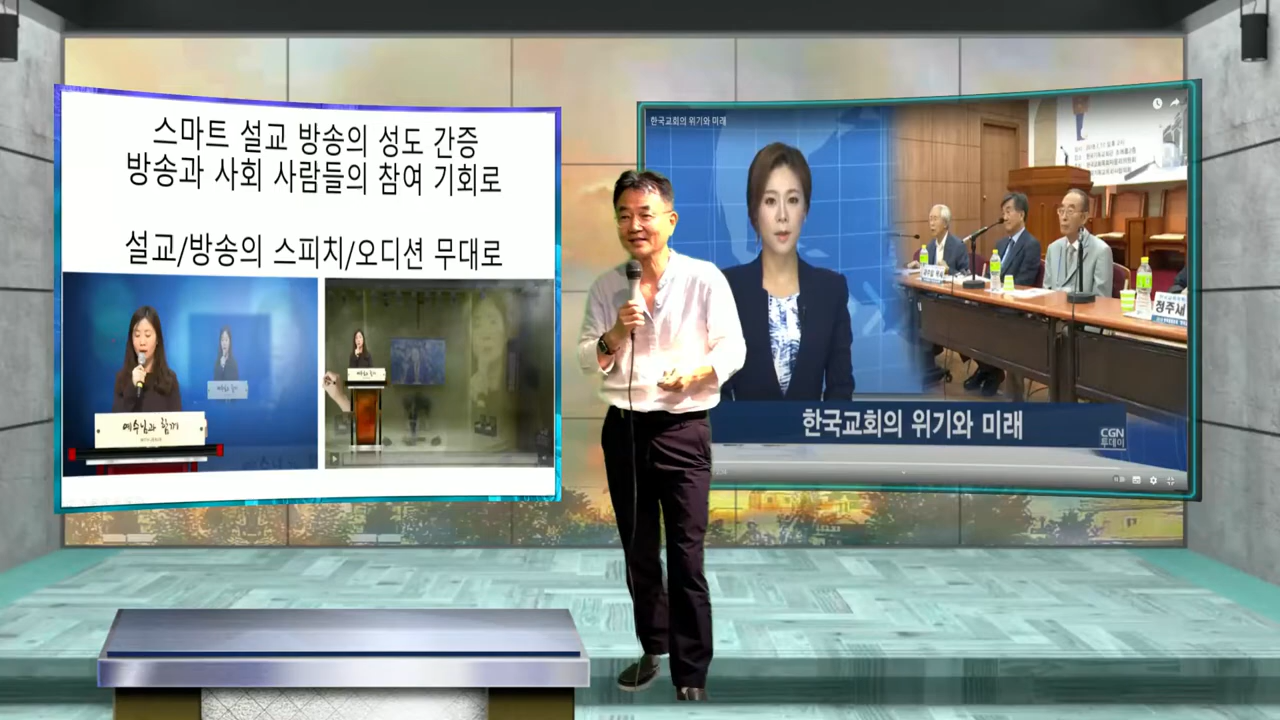 스마트 설교 방송의 성도 간증
방송과 사회 사람들의 참여 기회로
설교/방송의 스피치/오디션 무대로
예수님과 함께
한국교회의 위기와 미래
정주세
한국교회의 위기와 미래
CGN
투데이